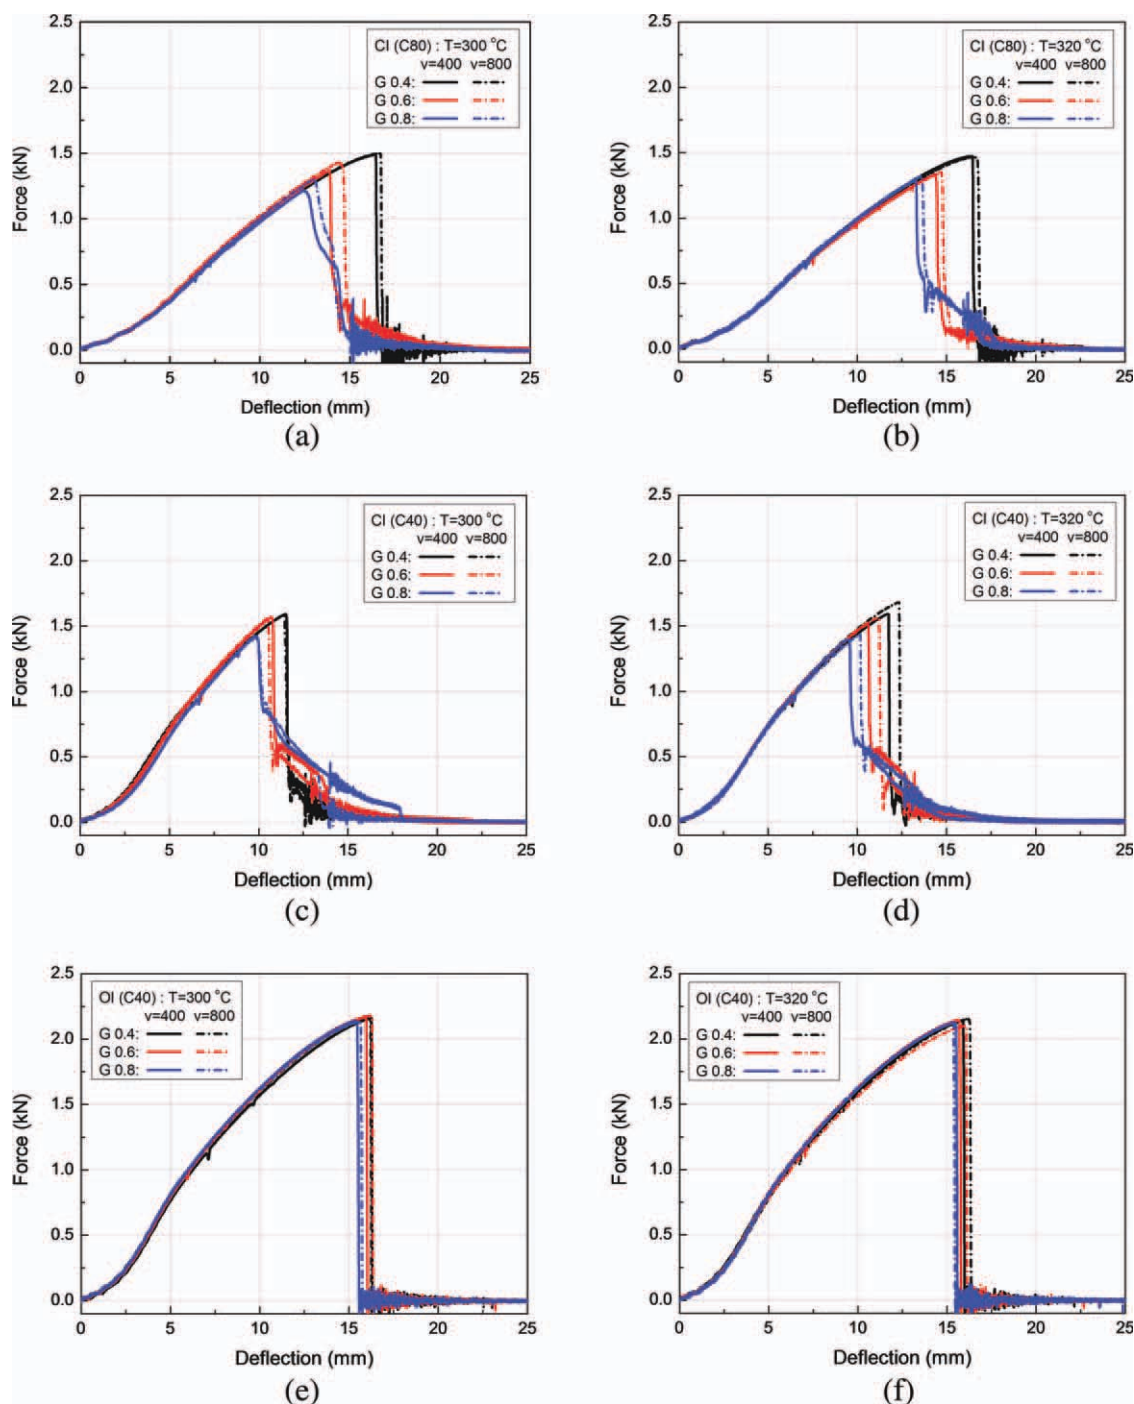 2.5
CI (C80) : T=300 °C
v=400 v=800
G 0.4:
G 0.6:
G 0.8:
2.0
1.5
1.0
0.5
0.0
Force (kN)
0 5 10 15 20 25
Deflection (mm)
(a)
2.5
CI (C80) : T=320 °C
v=400 v=800
G 0.4:
G 0.6:
G 0.8:
2.0
1.5
1.0
0.5
0.0
Force (kN)
0 5 10 15 20 25
Deflection (mm)
(b)
2.5
CI (C40) : T=300 °C
v=400 v=800
G 0.4:
G 0.6:
G 0.8:
2.0
1.5
1.0
0.5
0.0
Force (kN)
0 5 10 15 20 25
Deflection (mm)
(c)
2.5
CI (C40) : T=320 °C
v=400 v=800
G 0.4:
G 0.6:
G 0.8:
2.0
1.5
1.0
0.5
0.0
Force (kN)
0 5 10 15 20 25
Deflection (mm)
(d)
2.5
OI (C40) : T=300 °C
v=400 v=800
G 0.4:
G 0.6:
G 0.8:
2.0
1.5
1.0
0.5
0.0
Force (kN)
0 5 10 15 20 25
Deflection (mm)
(e)
2.5
OI (C40) : T=320 °C
v=400 v=800
G 0.4:
G 0.6:
G 0.8:
2.0
1.5
1.0
0.5
0.0
Force (kN)
0 5 10 15 20 25
Deflection (mm)
(f)